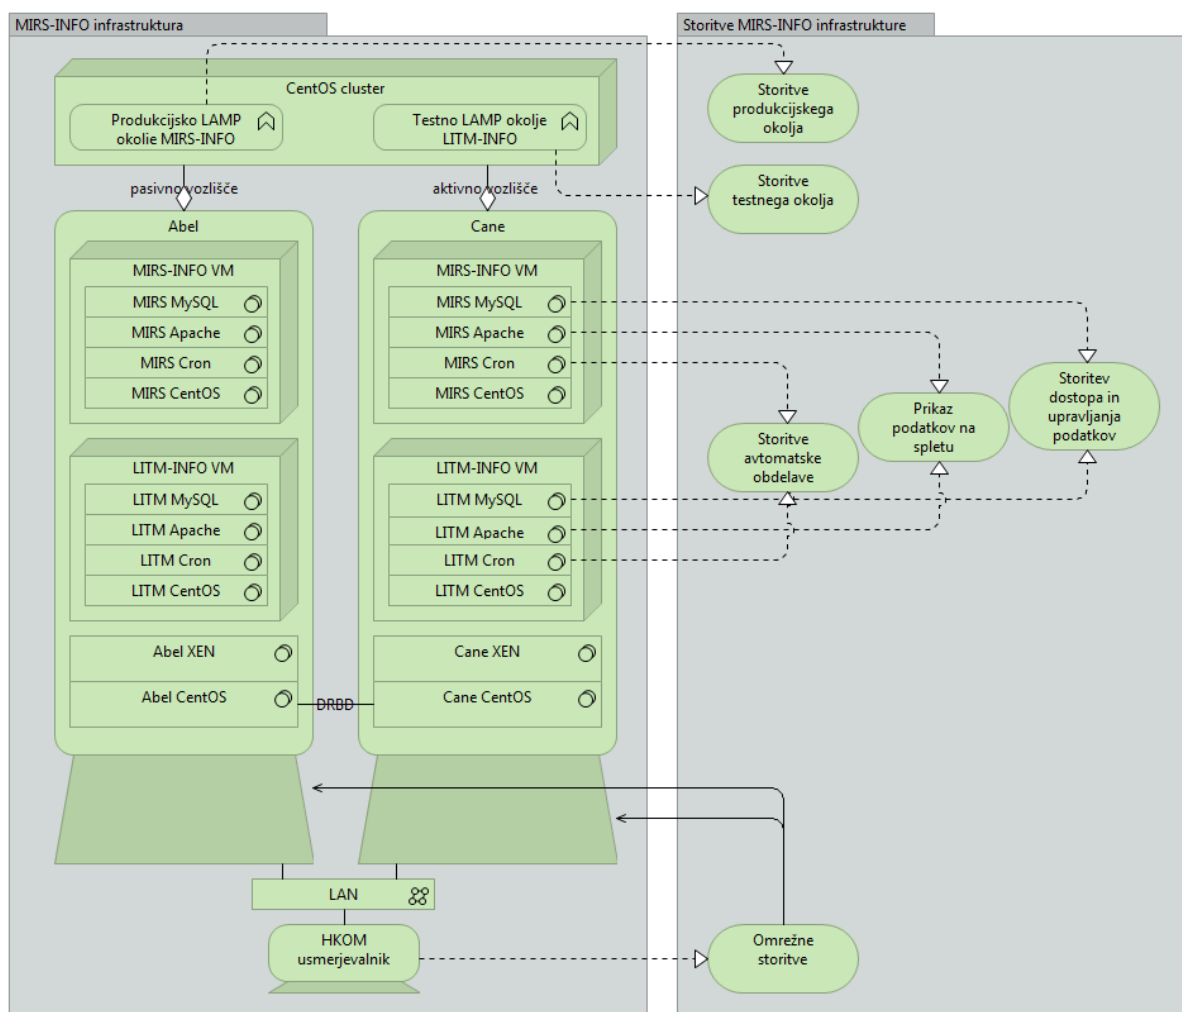 MIRS-INFO infrastruktura
Storitve MIRS-INFO infrastrukture
CentOS cluster
Produkcijsko LAMP
okolje MIRS-INFO
Testno LAMP okolje
LITM-INFO
Storitve
produkcijskega
okolja
Storitve
testnega okolja
pasivno vozlišče
aktivno vozlišče
Abel
MIRS-INFO VM
MIRS MySQL
MIRS Apache
MIRS Cron
MIRS CentOS
LITM-INFO VM
LITM MySQL
LITM Apache
LITM Cron
LITM CentOS
Abel XEN
Abel CentOS
DRBD
Cane
MIRS-INFO VM
MIRS MySQL
MIRS Apache
MIRS Cron
MIRS CentOS
LITM-INFO VM
LITM MySQL
LITM Apache
LITM Cron
LITM CentOS
Cane XEN
Cane CentOS
Storitve
avtomatske
obdelave
Prikaz
podatkov na
spletu
Storitev
dostopa in
upravljanja
podatkov
LAN
HKOM
usmerjevalnik
Omrežne
storitve